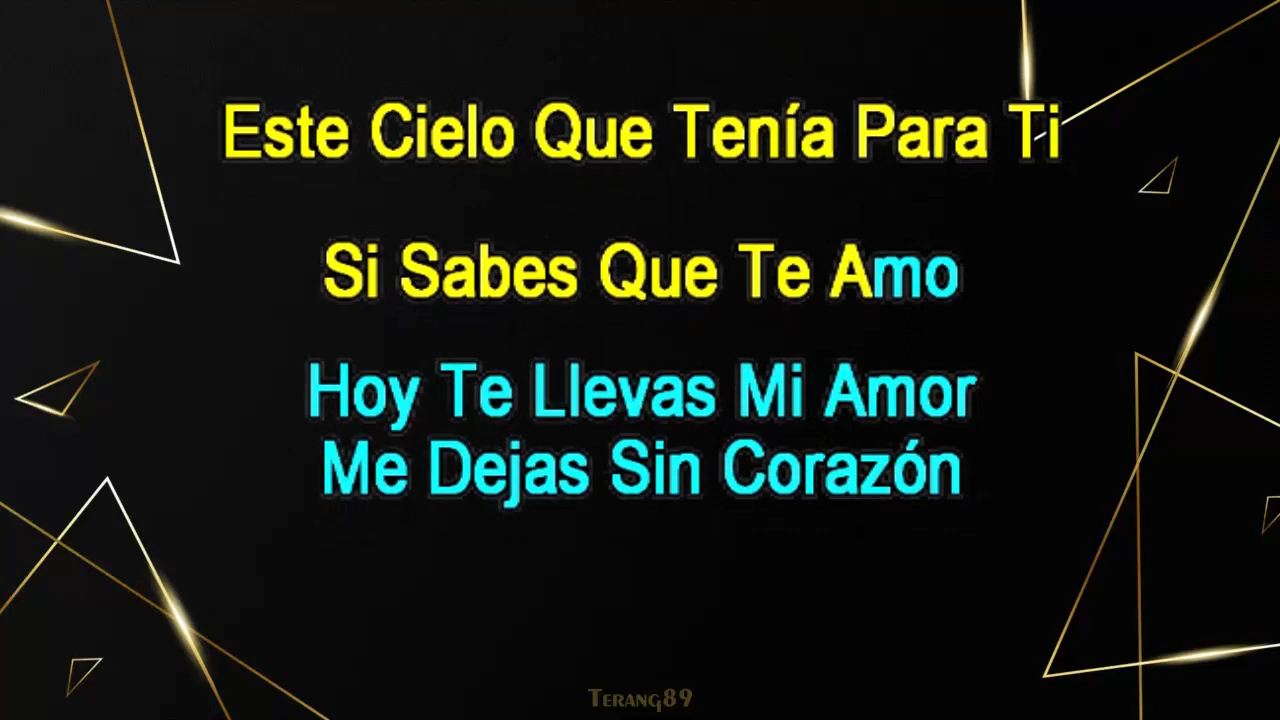 Este Cielo Que Tenía Para Ti
Si Sabes Que Te Amo
Hoy Te Llevas Mi Amor
Me Dejas Sin Corazón
Terang89